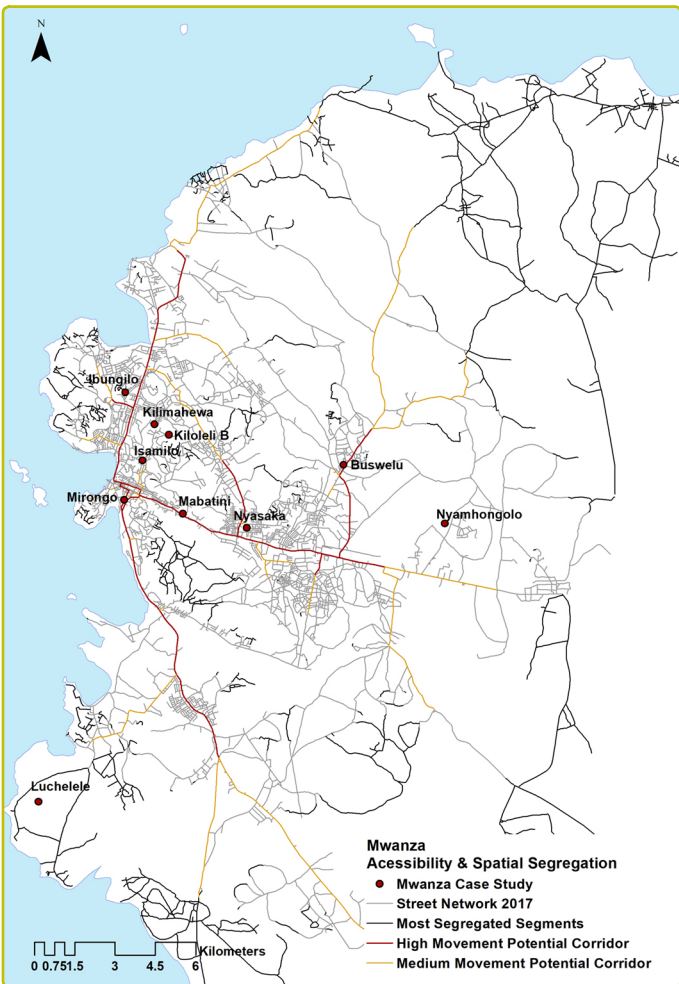 N
Ibungilo
Kilimahewa
Kiloleli B
Isamilo
Buswelu
Mirongo
Mabatini
Nyasaka
Nyamhongolo
Luchelele
Mwanza
Acessibility & Spatial Segregation
Mwanza Case Study
Street Network 2017
Most Segregated Segments
High Movement Potential Corridor
Medium Movement Potential Corridor
Kilometers
0 0.751.5 3 4.5 6